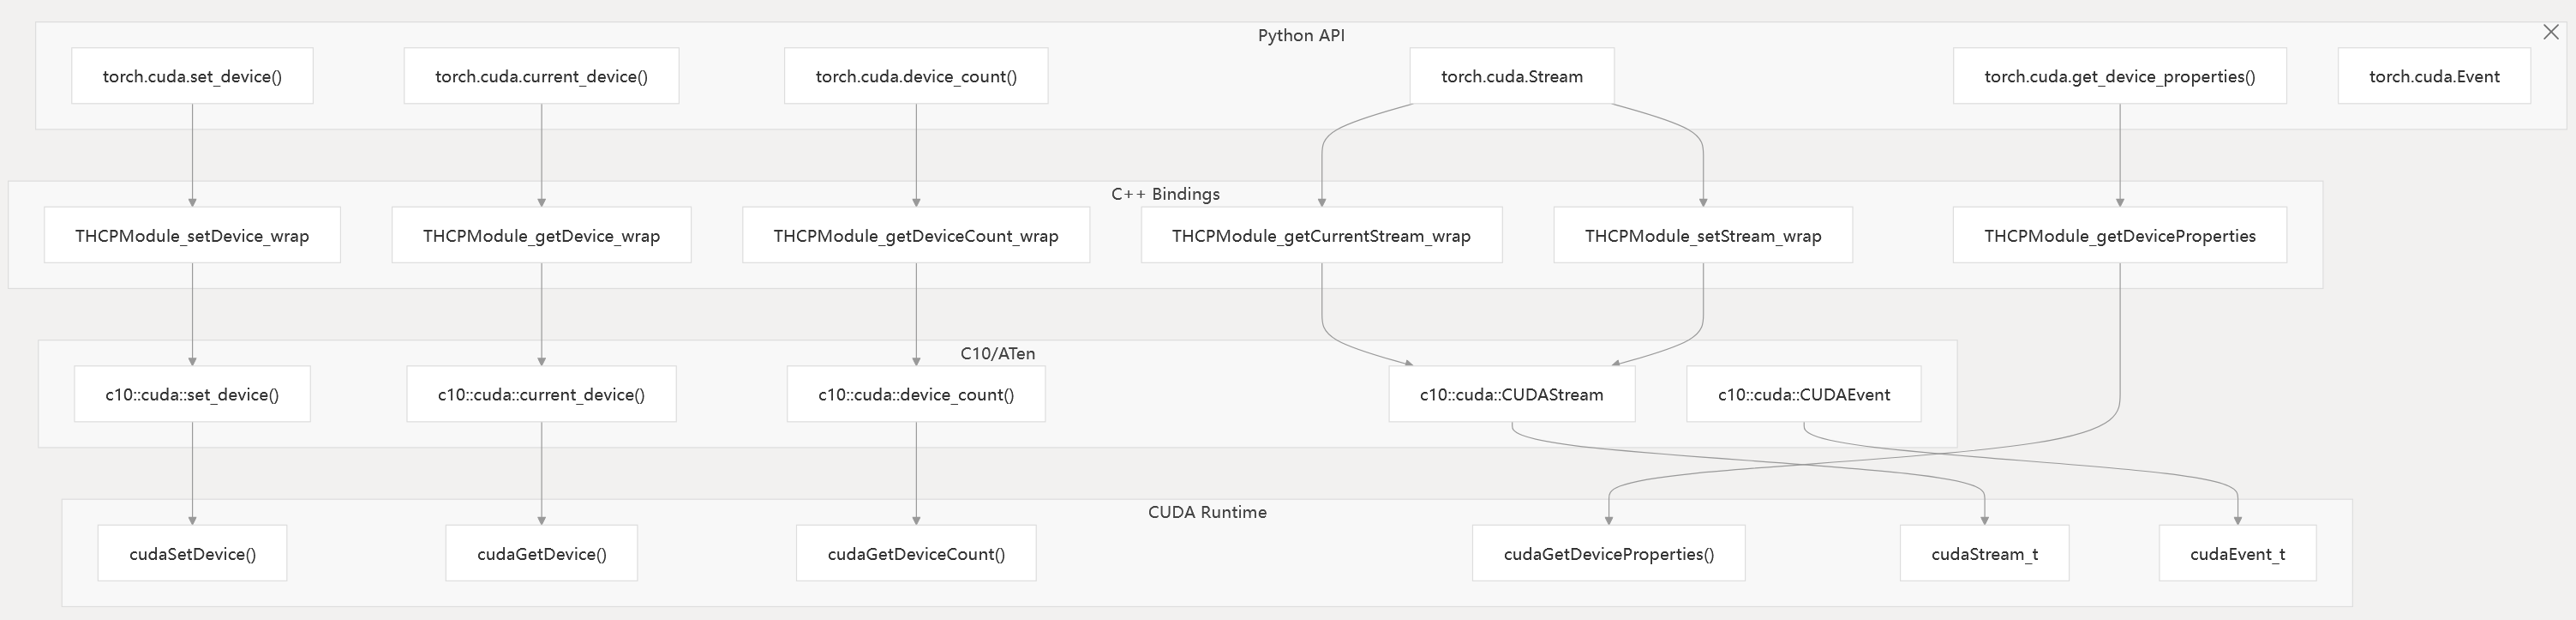 Python API
torch.cuda.set_device()
torch.cuda.current_device()
torch.cuda.device_count()
torch.cuda.Stream
torch.cuda.get_device_properties()
torch.cuda.Event
C++ Bindings
THCPModule_setDevice_wrap
THCPModule_getDevice_wrap
THCPModule_getDeviceCount_wrap
THCPModule_getCurrentStream_wrap
THCPModule_setStream_wrap
THCPModule_getDeviceProperties
C10/ATen
c10::cuda::set_device()
c10::cuda::current_device()
c10::cuda::device_count()
c10::cuda::CUDAStream
c10::cuda::CUDAEvent
CUDA Runtime
cudaSetDevice()
cudaGetDevice()
cudaGetDeviceCount()
cudaGetDeviceProperties()
cudaStream_t
cudaEvent_t